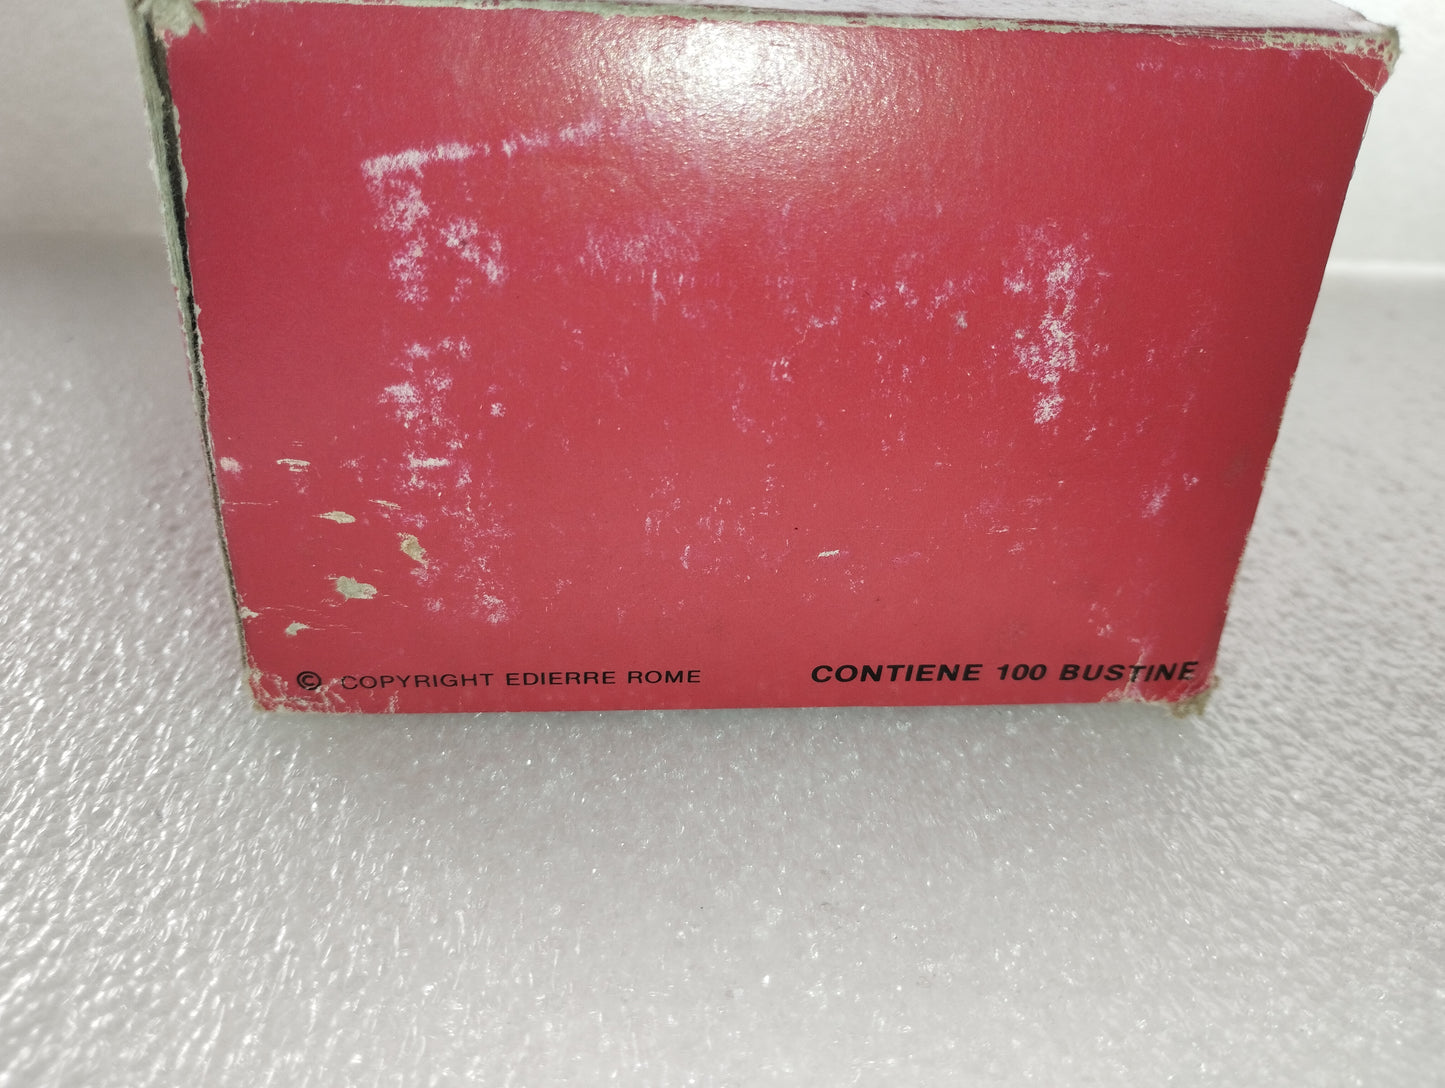 © COPYRIGHT EDIERRE ROME
CONTIENE 100 BUSTINE